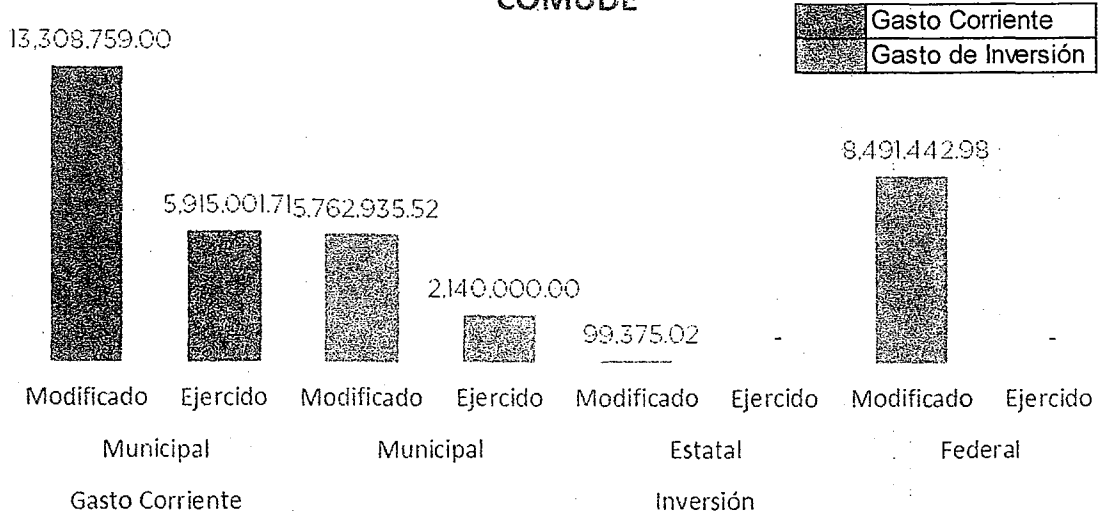 COMUDE
Gasto Corriente
Gasto de Inversión
13,308,759.00
8,491,442.98
5,915,001.71
5,762,935.52
2,140,000.00
99,375.02
-
-
Modificado Ejercido Modificado Ejercido Modificado Ejercido Modificado Ejercido
Municipal Municipal Estatal Federal
Gasto Corriente Inversión